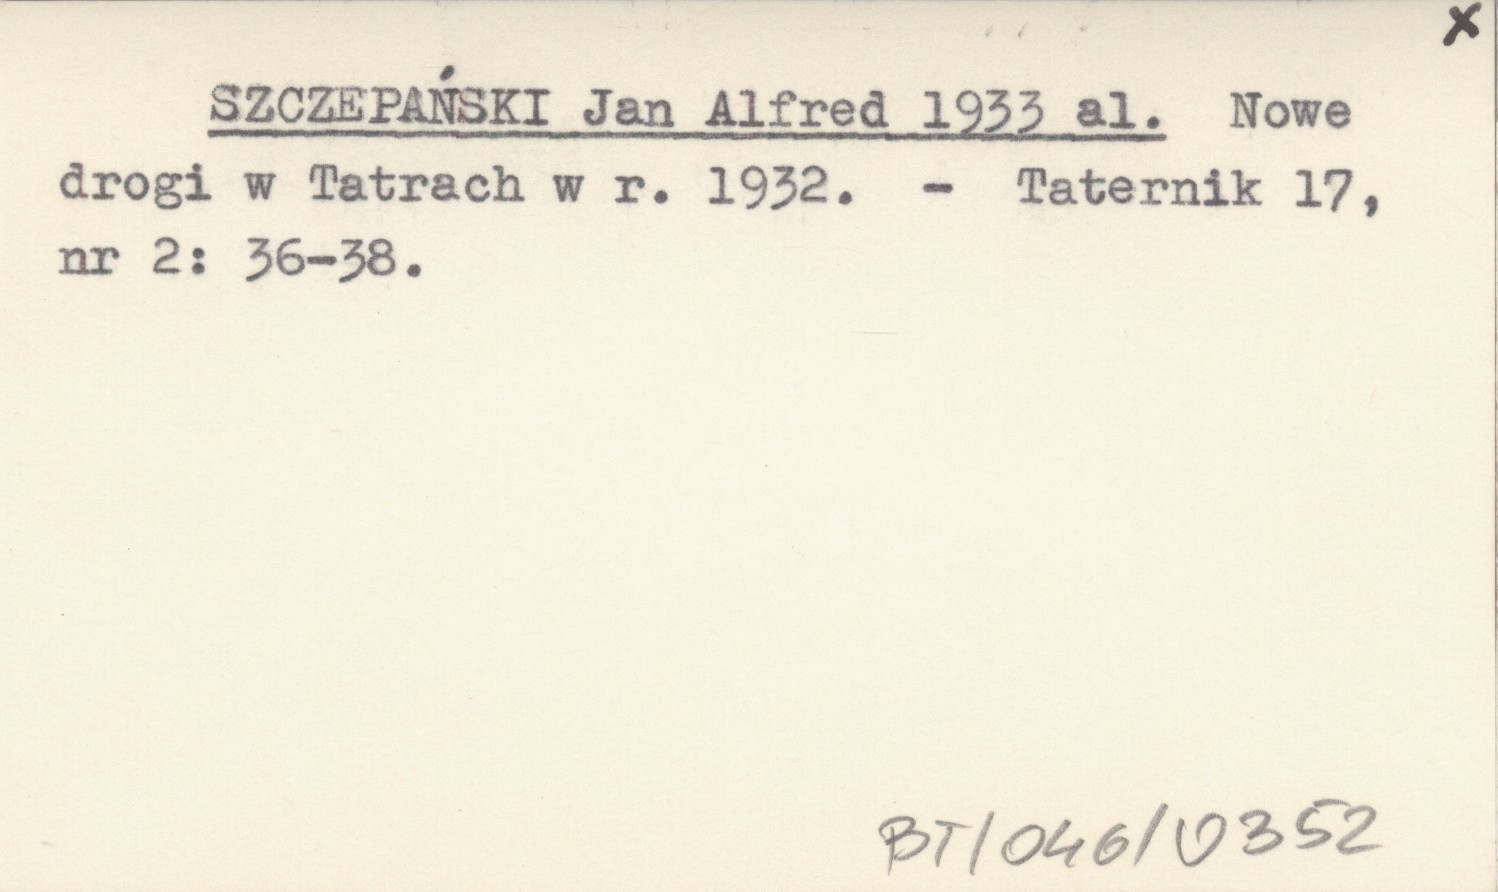 x
SZCZEPAŃSKI Jan Alfred 1933 al. Nowe
drogi w Tatrach w r. 1932. - Taternik 17,
nr 2: 36-38.
BT/046/0352